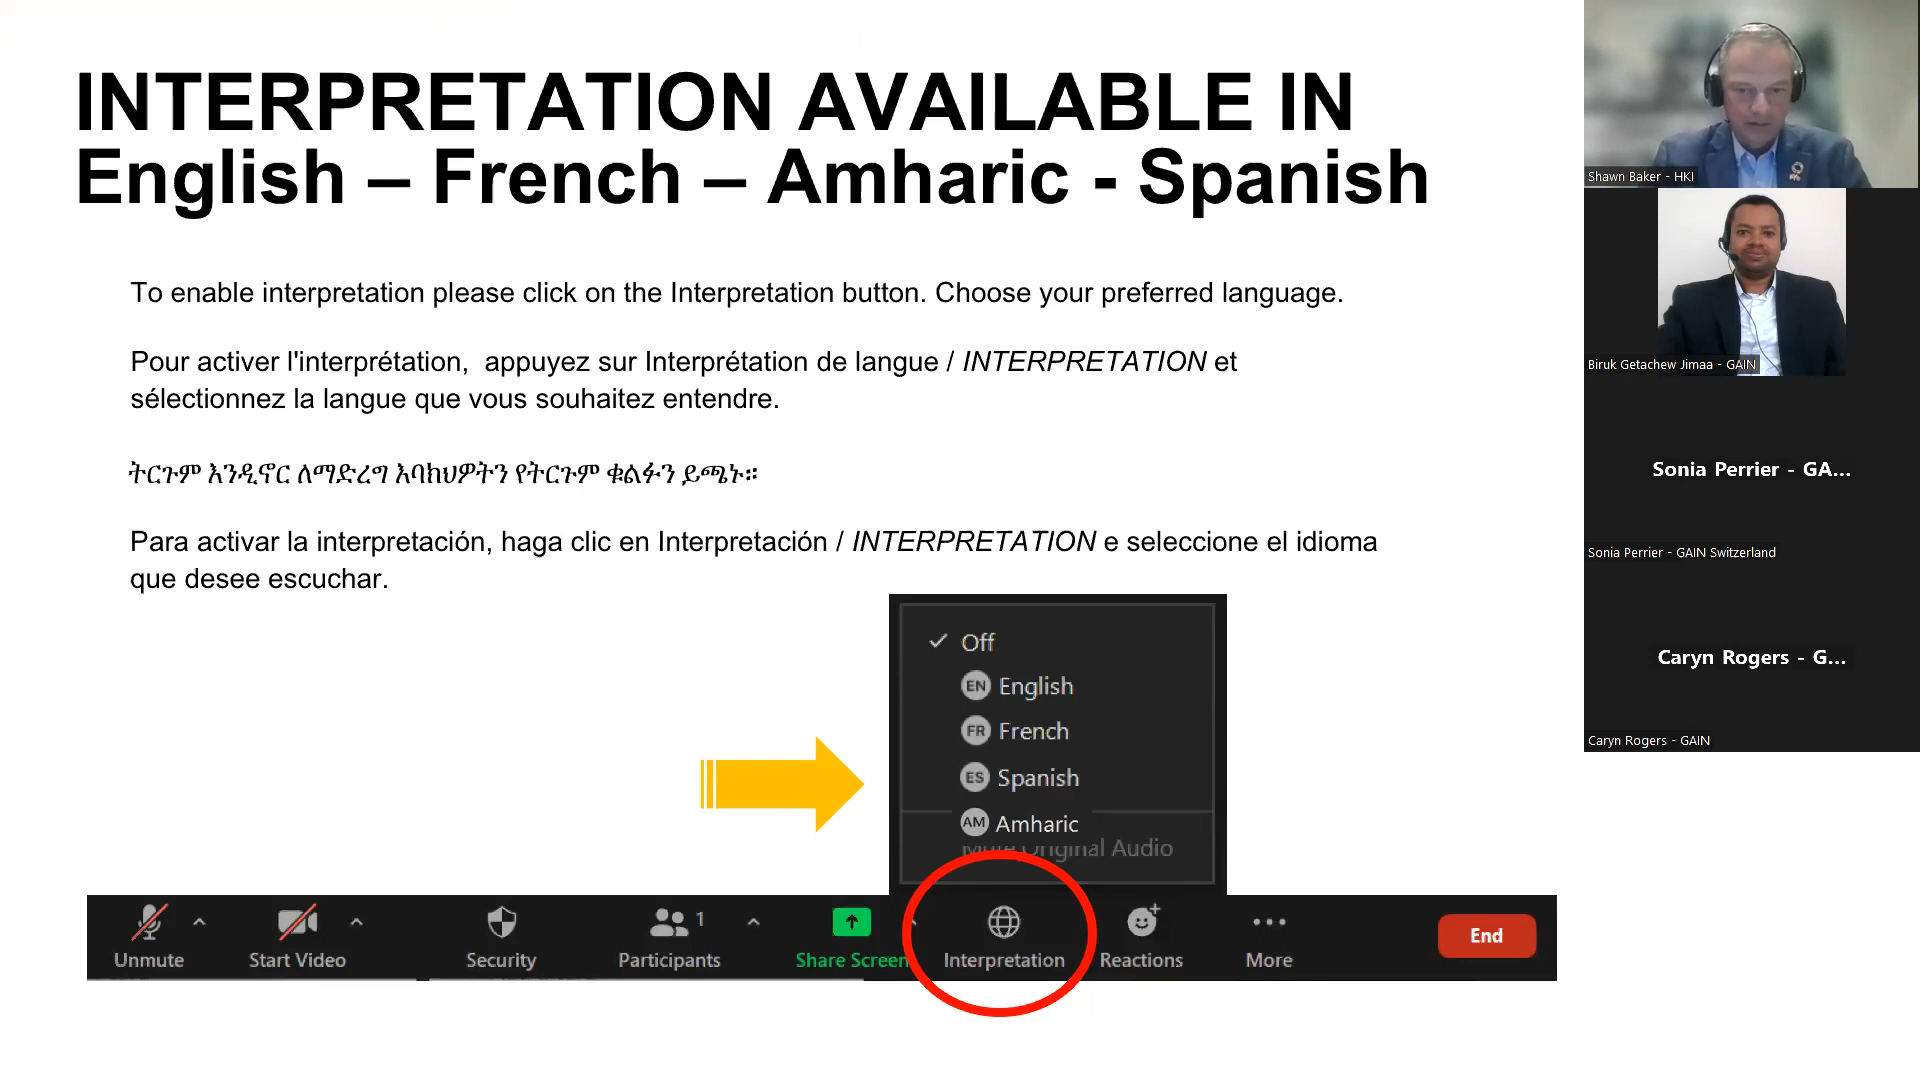 INTERPRETATION AVAILABLE IN
English – French – Amharic - Spanish
To enable interpretation please click on the Interpretation button. Choose your preferred language.
Pour activer l'interprétation,  appuyez sur Interprétation de langue / INTERPRETATION et
sélectionnez la langue que vous souhaitez entendre.
ትርጉም እንዲኖር ለማድረግ እባክህዎትን የትርጉም ቁልፉን ይጫኑ።
Para activar la interpretación, haga clic en Interpretación / INTERPRETATION e seleccione el idioma
que desee escuchar.
Off
EN English
FR French
ES Spanish
AM Amharic
Mute Original Audio
Unmute
Start Video
Security
1
Participants
Share Screen
Interpretation
Reactions
More
End
Shawn Baker - HKI
Biruk Getachew Jimaa - GAIN
Sonia Perrier - GA...
Sonia Perrier - GAIN Switzerland
Caryn Rogers - G...
Caryn Rogers - GAIN